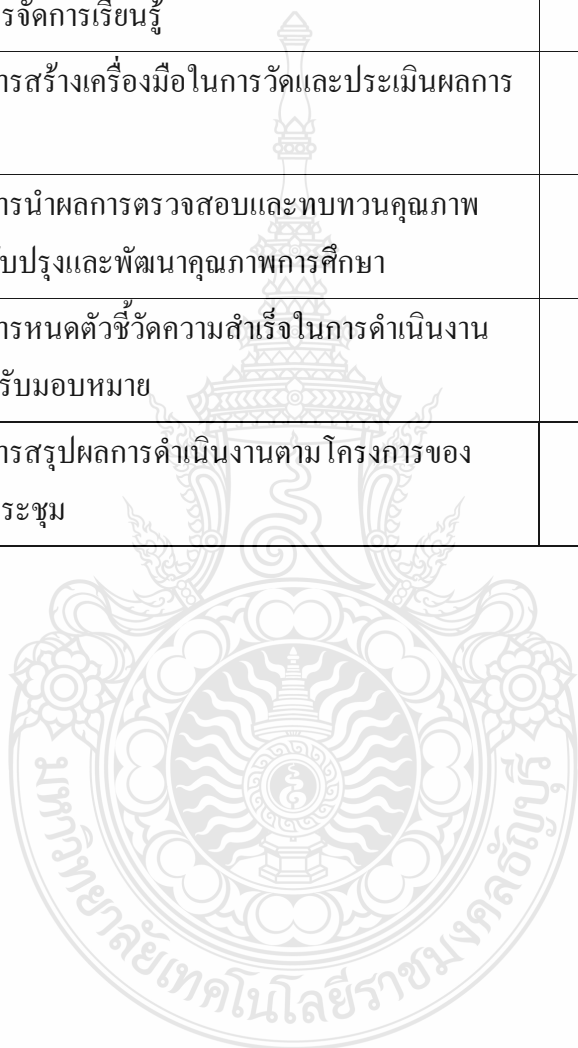 รจัดการเรียนรู้
ารสร้างเครื่องมือในการวัดและประเมินผลการ
ารนำผลการตรวจสอบและทบทวนคุณภาพ
ับปรุงและพัฒนาคุณภาพการศึกษา
ารหนดตัวชี้วัดความสำเร็จในการดำเนินงาน
รับมอบหมาย
ารสรุปผลการดำเนินงานตามโครงการของ
ระชุม
มหาวิทยาลัยเทคโนโลยีราชมงคลธัญบุรี